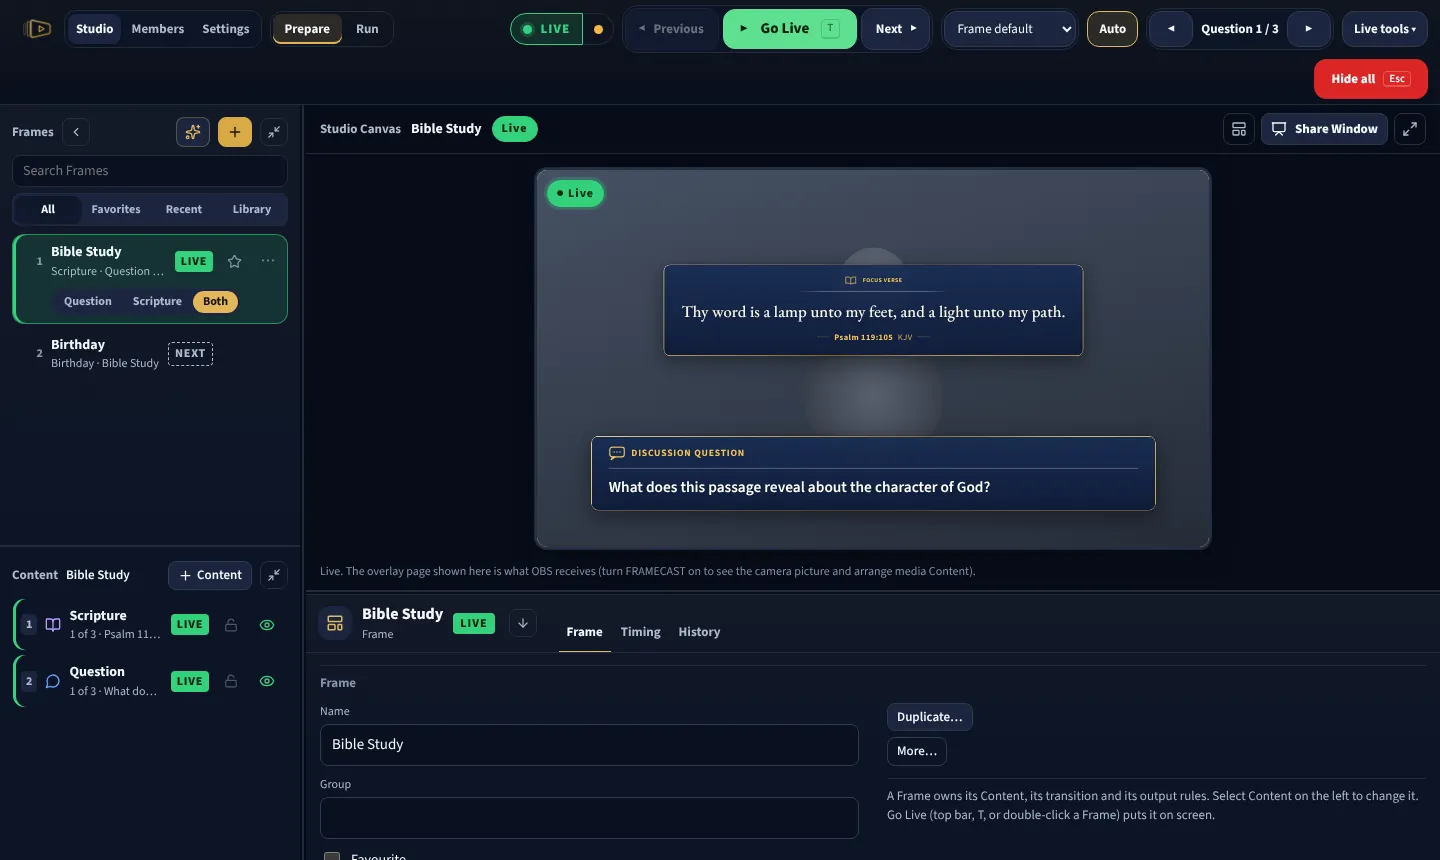 Studio Members Settings Prepare Run LIVE Previous Go Live T Next Frame default Auto Question 1 / 3 Live tools
Hide all Esc
Frames
Studio Canvas Bible Study Live Share Window
Search Frames
All Favorites Recent Library
1 Bible Study LIVE
Scripture · Question ...
Question Scripture Both
2 Birthday NEXT
Birthday · Bible Study
Live
FOCUS VERSE
Thy word is a lamp unto my feet, and a light unto my path.
Psalm 119:105 KJV
DISCUSSION QUESTION
What does this passage reveal about the character of God?
Live. The overlay page shown here is what OBS receives (turn FRAMECAST on to see the camera picture and arrange media Content).
Content Bible Study + Content
1 Scripture LIVE
1 of 3 · Psalm 11...
2 Question LIVE
1 of 3 · What do...
Bible Study LIVE
Frame
Frame Timing History
Frame
Name
Bible Study
Group
Favourite
Duplicate...
More...
A Frame owns its Content, its transition and its output rules. Select Content on the left to change it.
Go Live (top bar, T, or double-click a Frame) puts it on screen.